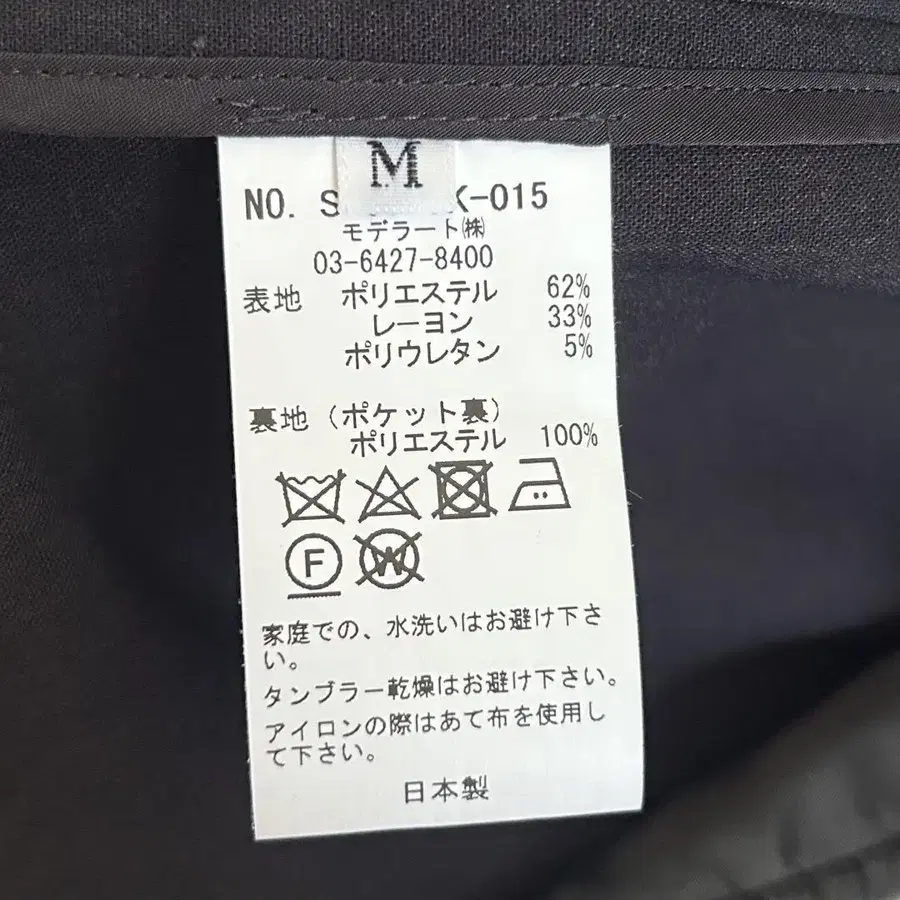 M
NO. S K-015
モデラート㈱
03-6427-8400
表地 ポリエステル 62%
レーヨン 33%
ポリウレタン 5%
裏地（ポケット裏）
ポリエステル 100%
F W
家庭での、水洗いはお避け下さ
い。
タンブラー乾燥はお避け下さい。
アイロンの際はあて布を使用し
て下さい。
日本製